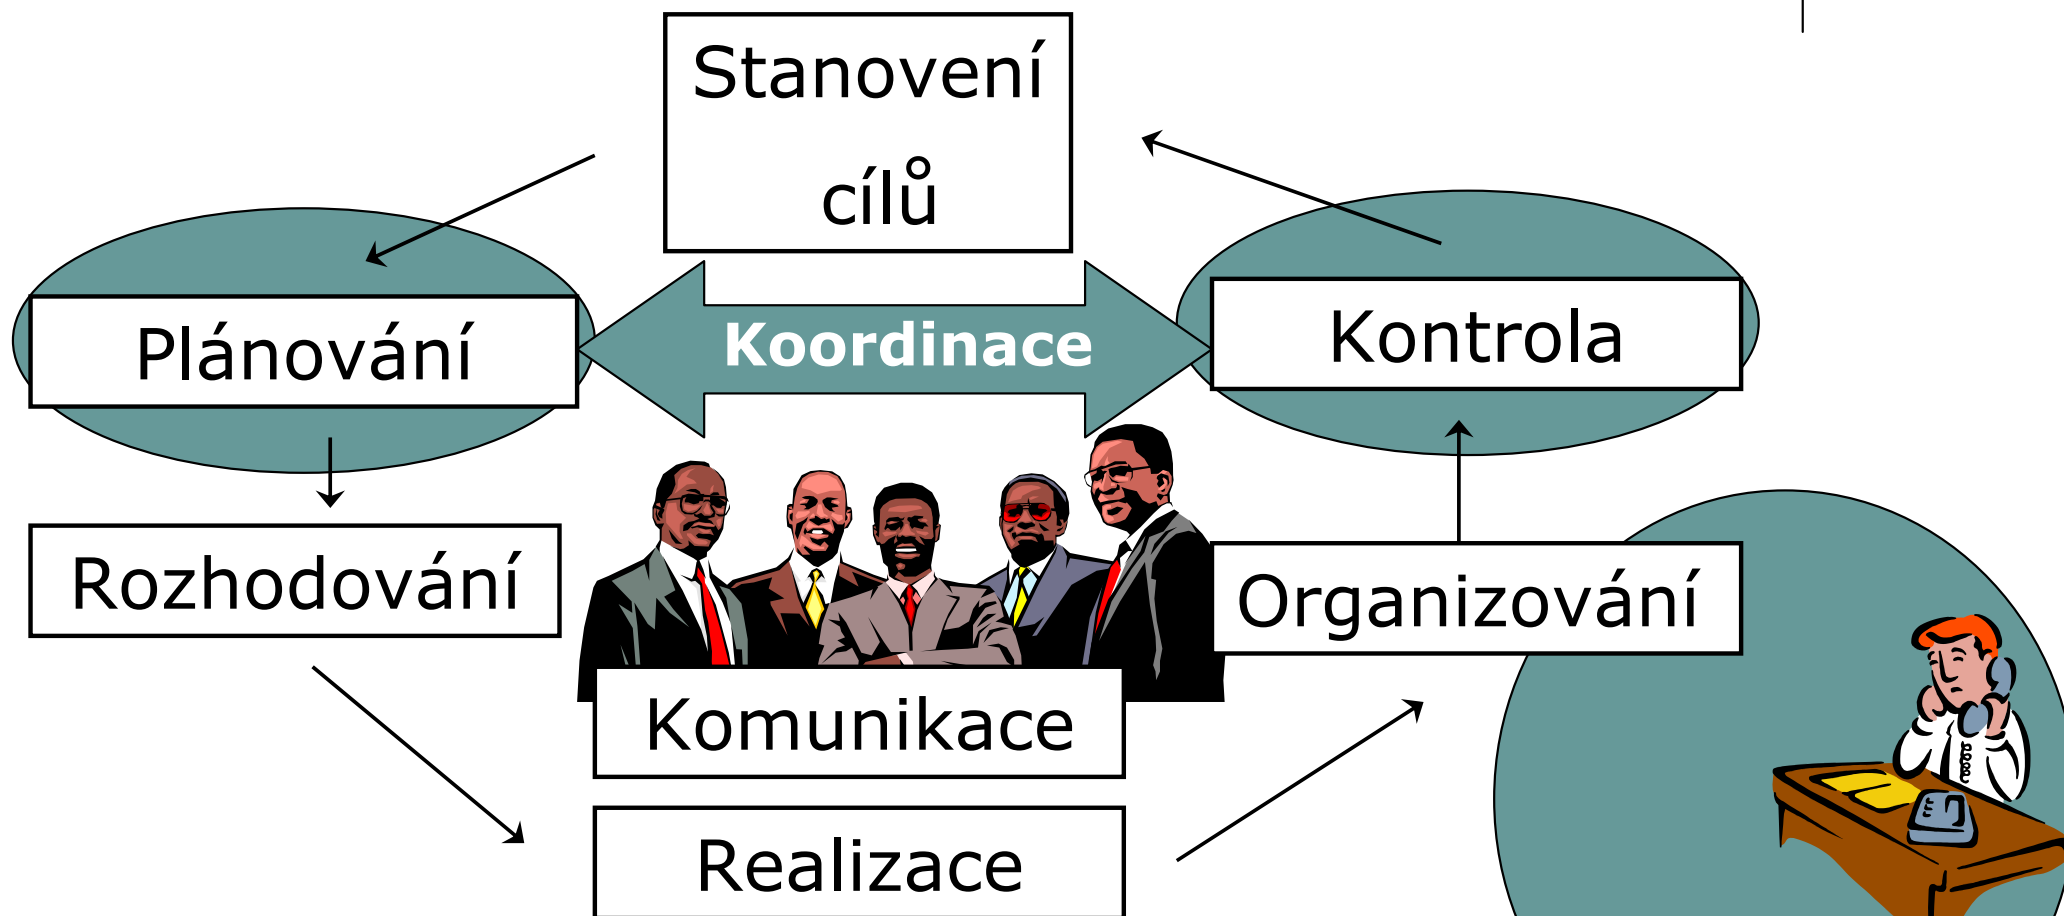 Stanovení
cílů
Plánování
Koordinace
Kontrola
Rozhodování
Organizování
Komunikace
Realizace